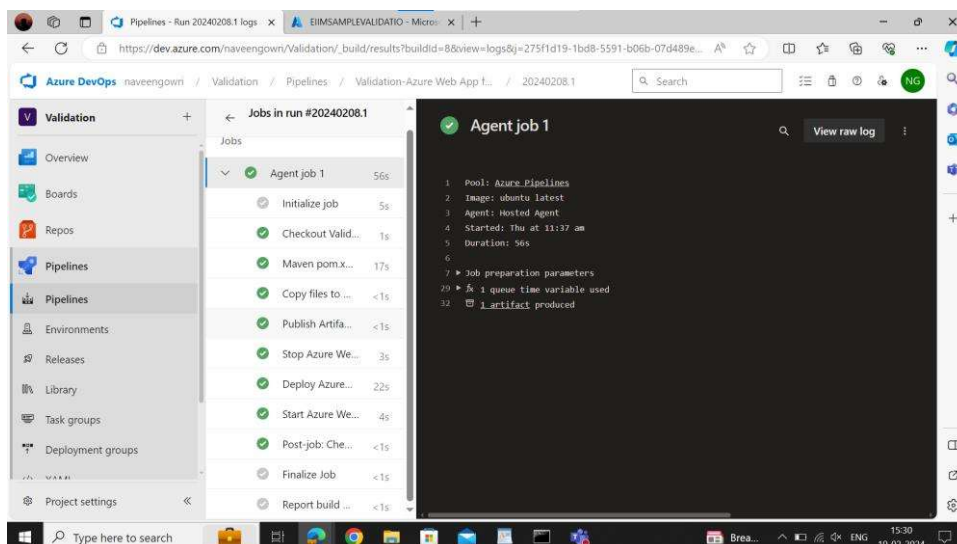 Pipelines - Run 20240208.1 logs
EIIMSAMPLEVALIDATIO - Micros
https://dev.azure.com/naveengowri/Validation/_build/results?buildId=8&view=logs&j=275f1d19-1bd8-5591-b06b-07d489e...
Azure DevOps naveengowri / Validation / Pipelines / Validation-Azure Web App f... / 20240208.1
Search
NG
V Validation
Overview
Boards
Repos
Pipelines
Pipelines
Environments
Releases
Library
Task groups
Deployment groups
Project settings
Jobs in run #20240208.1
Jobs
Agent job 1 56s
Initialize job 5s
Checkout Valid... 1s
Maven pom.x... 17s
Copy files to ... <1s
Publish Artifa... <1s
Stop Azure We... 3s
Deploy Azure... 22s
Start Azure We... 4s
Post-job: Che... <1s
Finalize Job <1s
Report build ... <1s
Agent job 1
View raw log
1 Pool: Azure Pipelines
2 Image: ubuntu latest
3 Agent: Hosted Agent
4 Started: Thu at 11:37 am
5 Duration: 56s
6
7 Job preparation parameters
29 fx 1 queue time variable used
32 1 artifact produced
Type here to search
Brea...
ENG
15:30